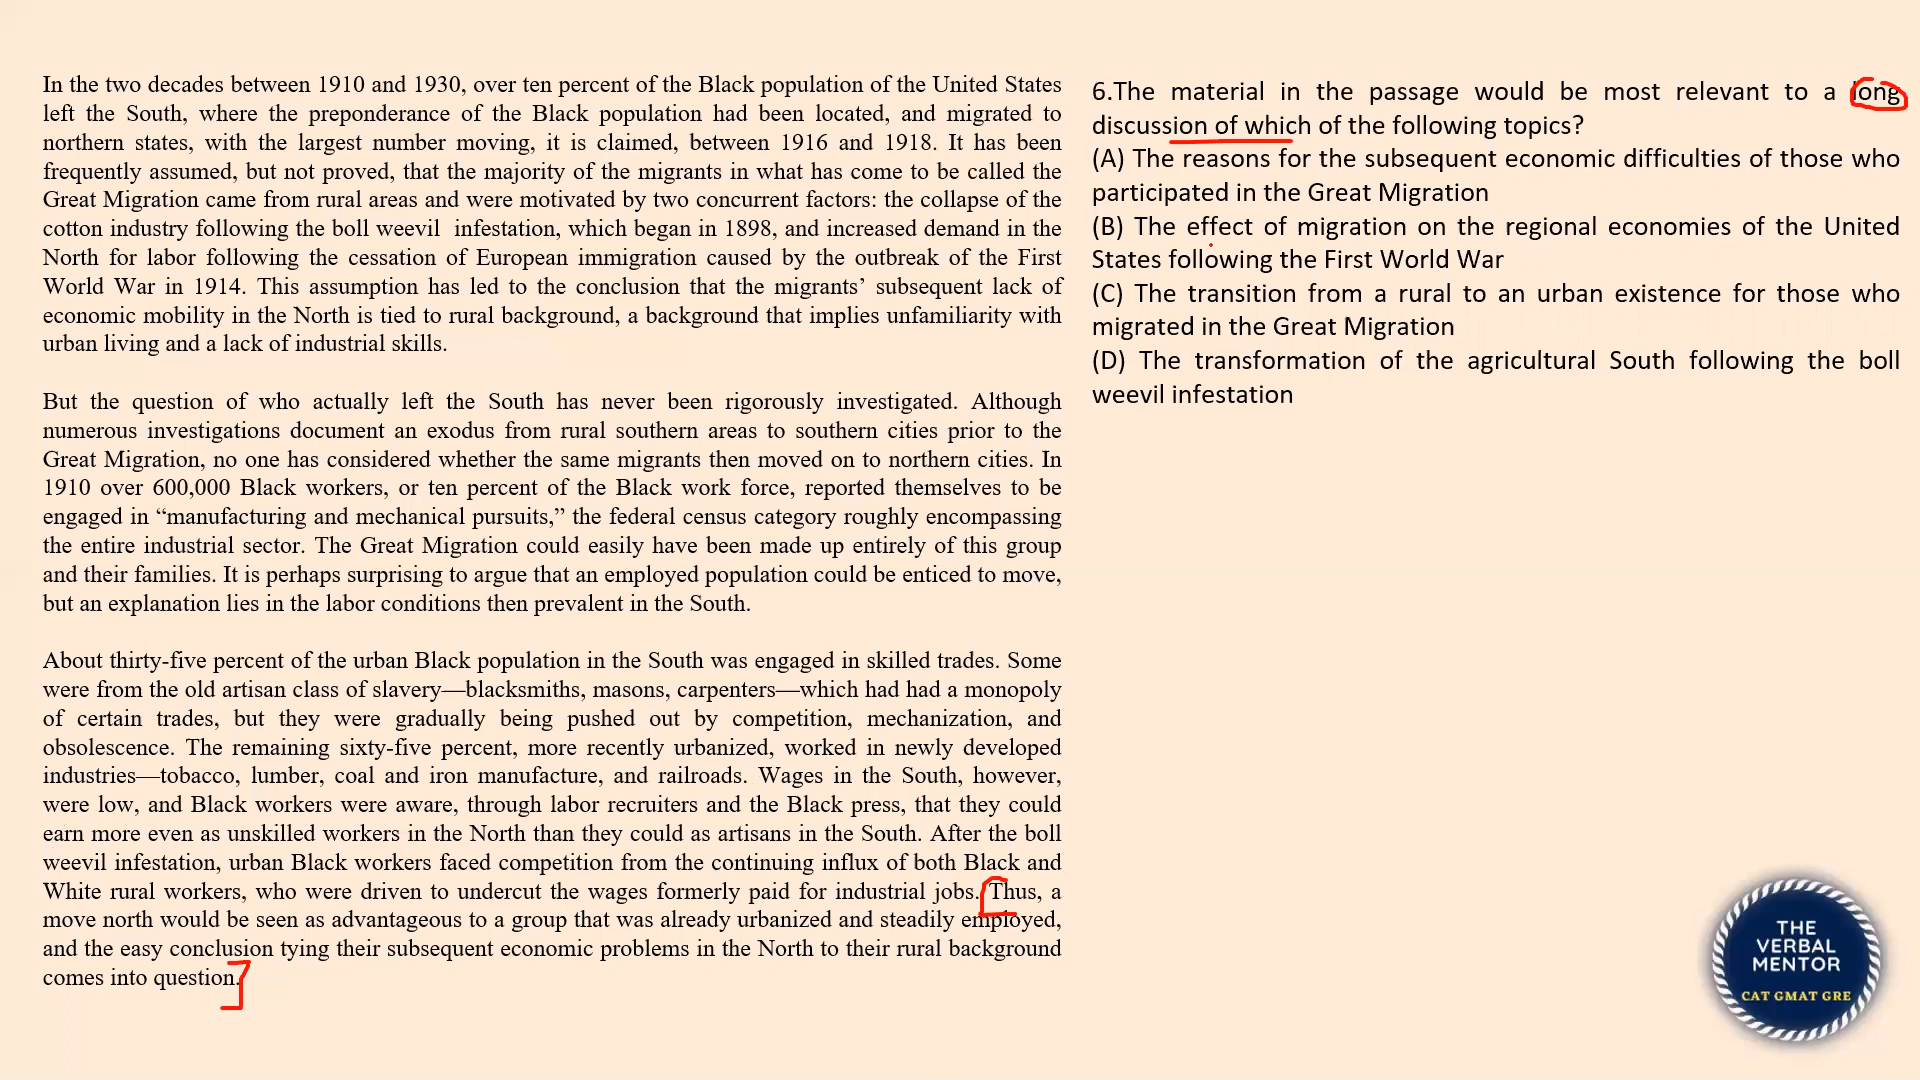 In the two decades between 1910 and 1930, over ten percent of the Black population of the United States
left the South, where the preponderance of the Black population had been located, and migrated to
northern states, with the largest number moving, it is claimed, between 1916 and 1918. It has been
frequently assumed, but not proved, that the majority of the migrants in what has come to be called the
Great Migration came from rural areas and were motivated by two concurrent factors: the collapse of the
cotton industry following the boll weevil infestation, which began in 1898, and increased demand in the
North for labor following the cessation of European immigration caused by the outbreak of the First
World War in 1914. This assumption has led to the conclusion that the migrants’ subsequent lack of
economic mobility in the North is tied to rural background, a background that implies unfamiliarity with
urban living and a lack of industrial skills.
But the question of who actually left the South has never been rigorously investigated. Although
numerous investigations document an exodus from rural southern areas to southern cities prior to the
Great Migration, no one has considered whether the same migrants then moved on to northern cities. In
1910 over 600,000 Black workers, or ten percent of the Black work force, reported themselves to be
engaged in “manufacturing and mechanical pursuits,” the federal census category roughly encompassing
the entire industrial sector. The Great Migration could easily have been made up entirely of this group
and their families. It is perhaps surprising to argue that an employed population could be enticed to move,
but an explanation lies in the labor conditions then prevalent in the South.
About thirty-five percent of the urban Black population in the South was engaged in skilled trades. Some
were from the old artisan class of slavery—blacksmiths, masons, carpenters—which had had a monopoly
of certain trades, but they were gradually being pushed out by competition, mechanization, and
obsolescence. The remaining sixty-five percent, more recently urbanized, worked in newly developed
industries—tobacco, lumber, coal and iron manufacture, and railroads. Wages in the South, however,
were low, and Black workers were aware, through labor recruiters and the Black press, that they could
earn more even as unskilled workers in the North than they could as artisans in the South. After the boll
weevil infestation, urban Black workers faced competition from the continuing influx of both Black and
White rural workers, who were driven to undercut the wages formerly paid for industrial jobs. Thus, a
move north would be seen as advantageous to a group that was already urbanized and steadily employed,
and the easy conclusion tying their subsequent economic problems in the North to their rural background
comes into question.
6.The material in the passage would be most relevant to a long
discussion of which of the following topics?
(A) The reasons for the subsequent economic difficulties of those who
participated in the Great Migration
(B) The effect of migration on the regional economies of the United
States following the First World War
(C) The transition from a rural to an urban existence for those who
migrated in the Great Migration
(D) The transformation of the agricultural South following the boll
weevil infestation
THE
VERBAL
MENTOR
CAT GMAT GRE